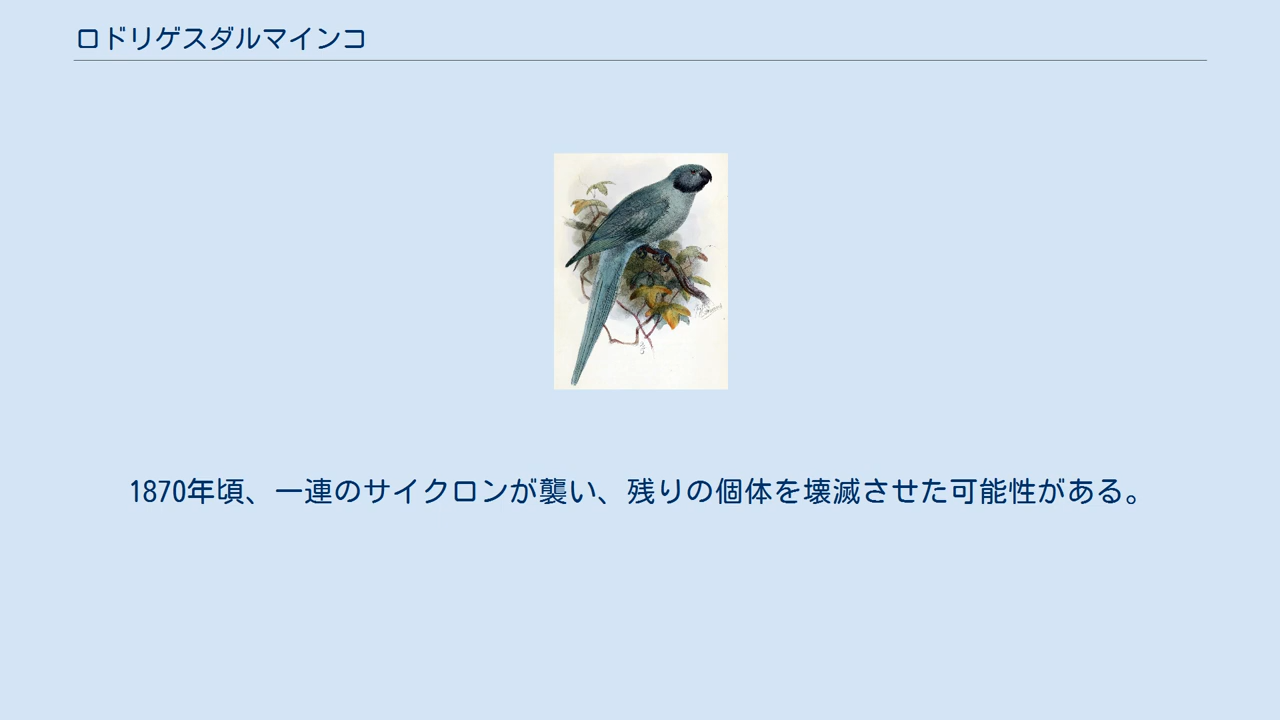 ロドリゲスダルマインコ
1870年頃、一連のサイクロンが襲い、残りの個体を壊滅させた可能性がある。